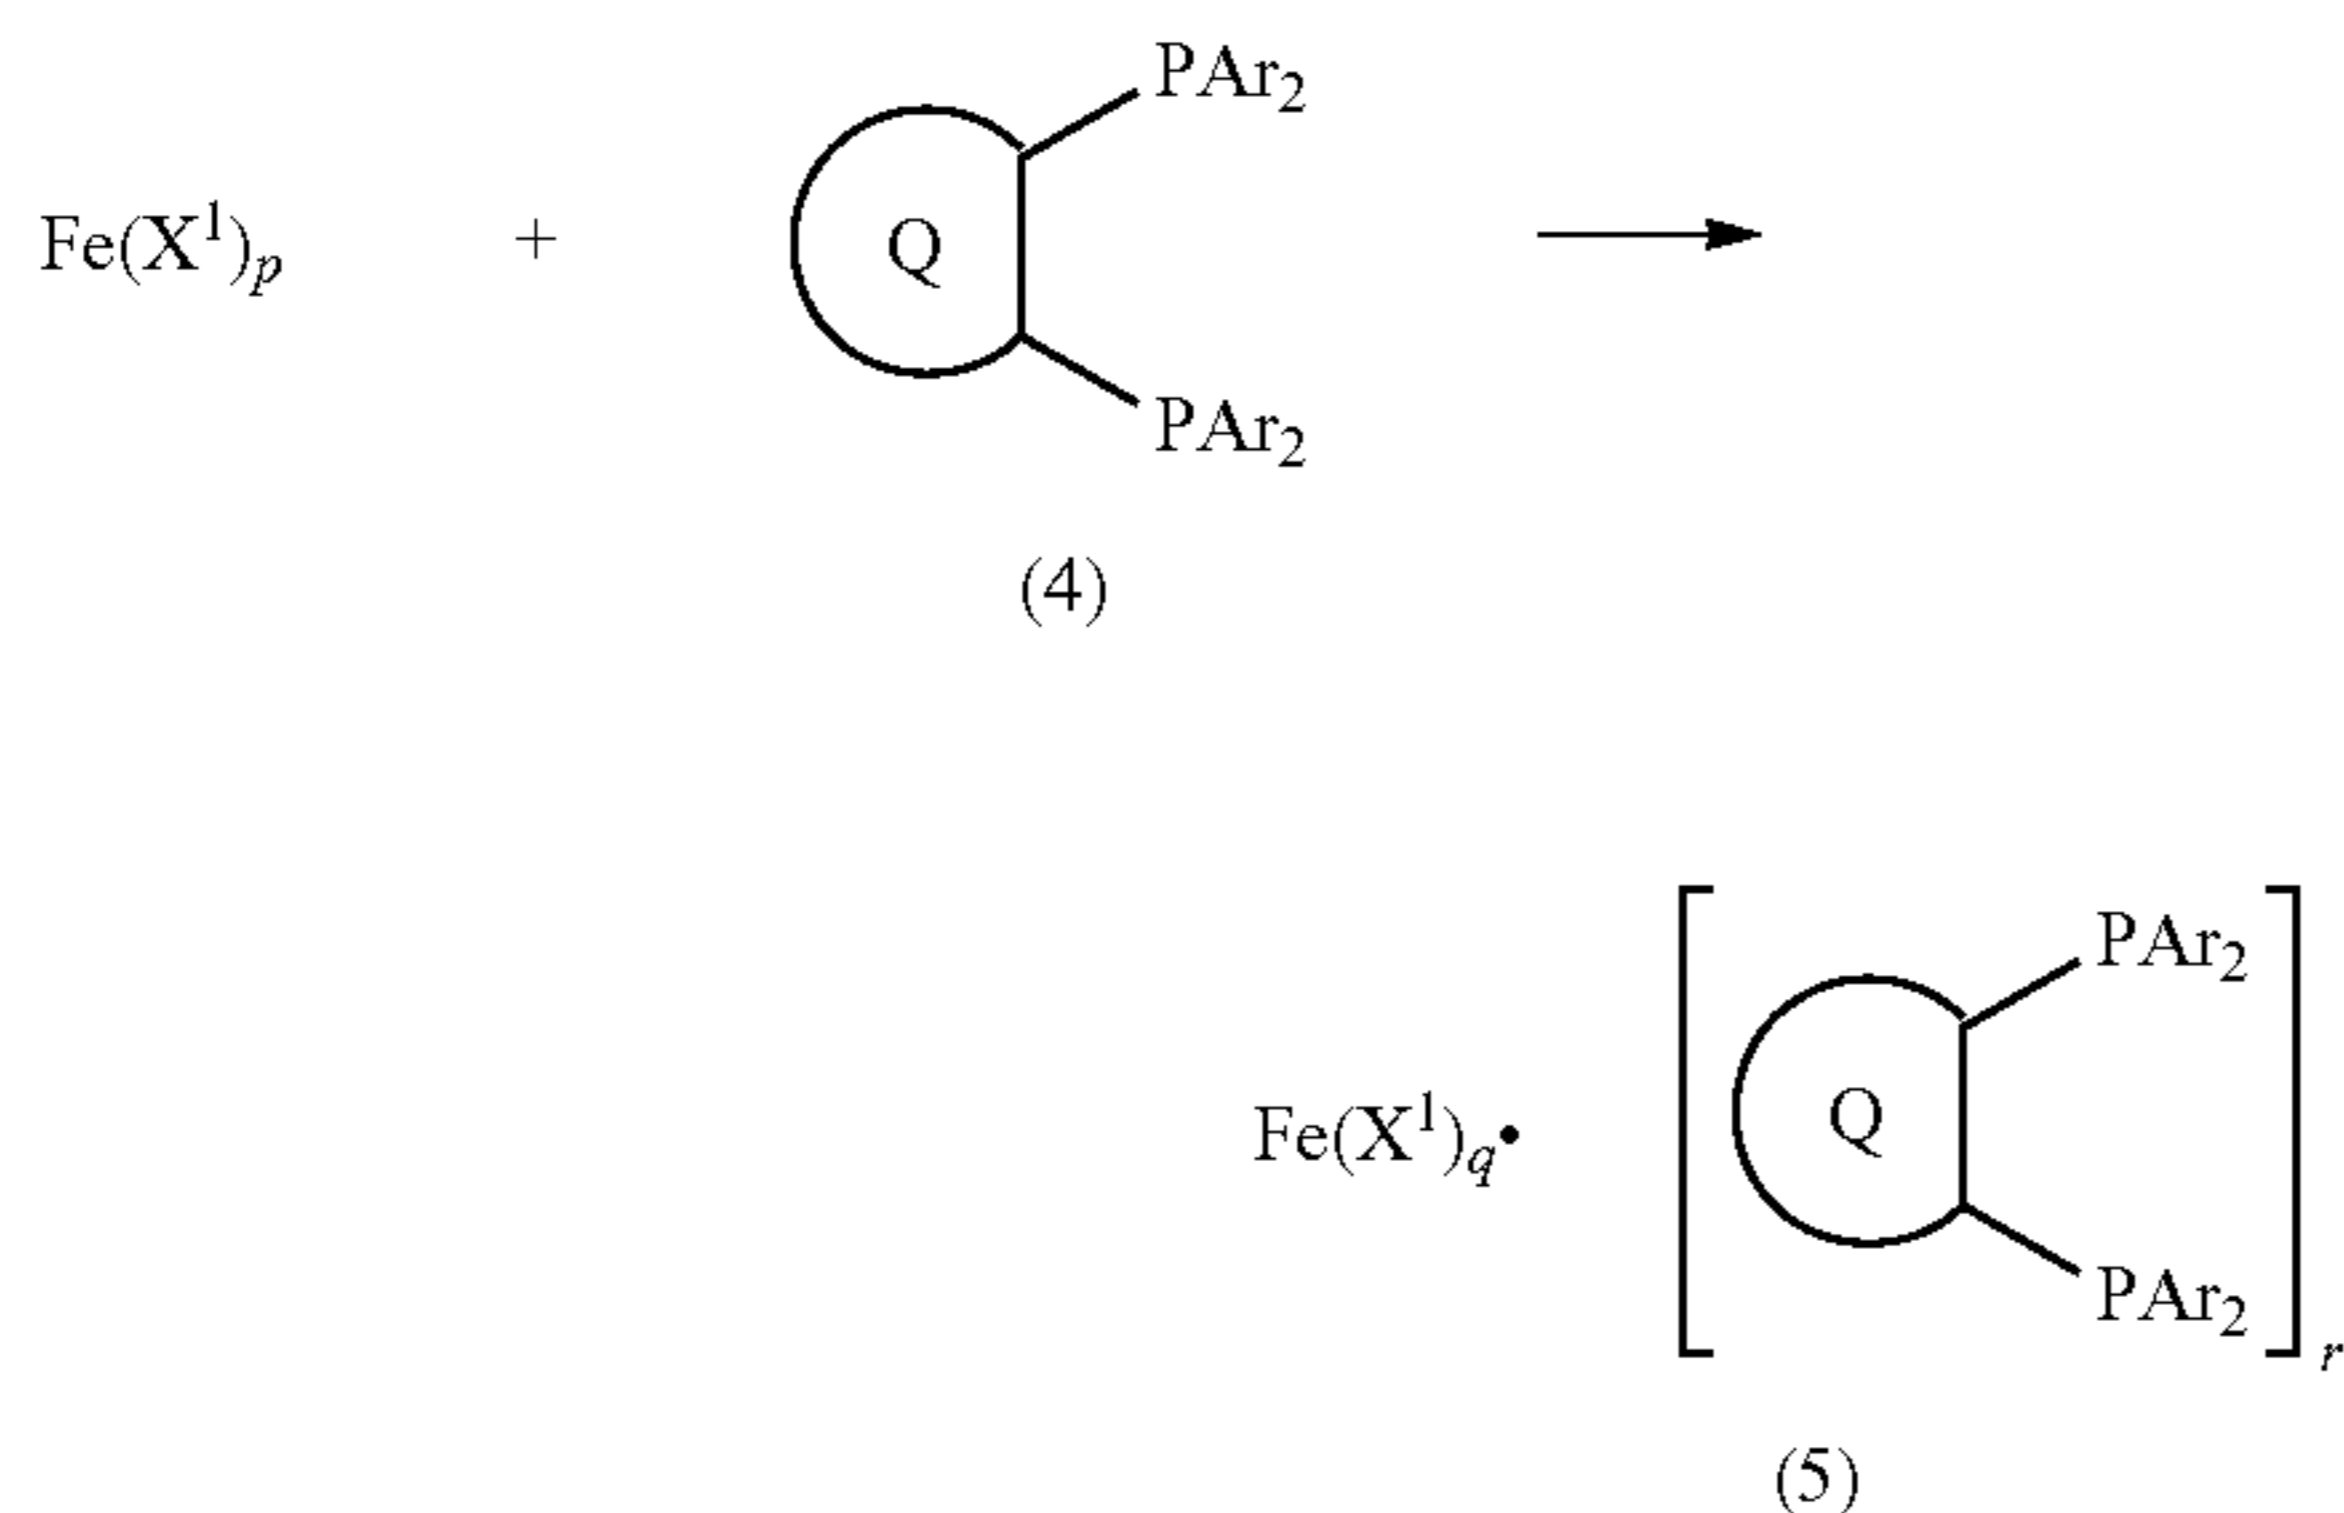 PAr₂
Fe(X¹)ₚ + Q
PAr₂
(4)
PAr₂
Fe(X¹)q• [ Q ]r
PAr₂
(5)